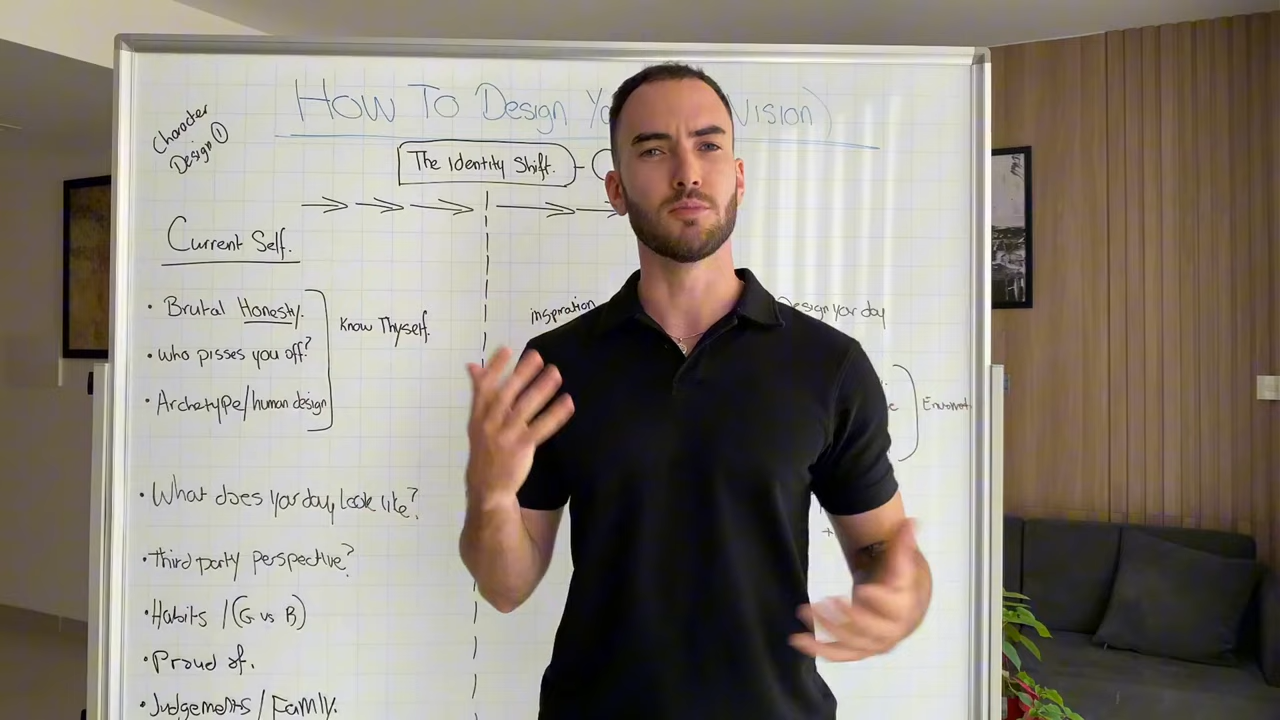 How To Design Yo Vision)
Character
Design ①
The Identity Shift.
Current Self.
• Brutal Honesty.
Know Thyself.
• who pisses you off?
• Archetype/human design
inspiration
Design your day
• What does your day look like?
• Third party perspective?
• Habits / (G vs B)
• Proud of.
• Judgements / Family.